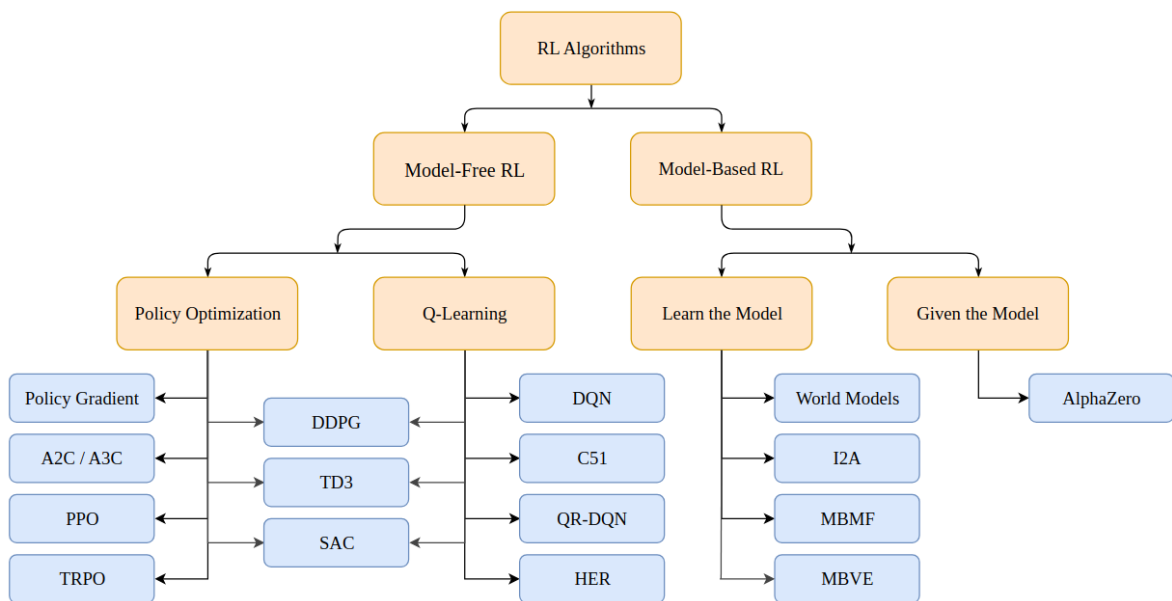 RL Algorithms
Model-Free RL
Model-Based RL
Policy Optimization
Q-Learning
Learn the Model
Given the Model
Policy Gradient
DDPG
DQN
World Models
AlphaZero
A2C / A3C
TD3
C51
I2A
PPO
SAC
QR-DQN
MBMF
TRPO
HER
MBVE